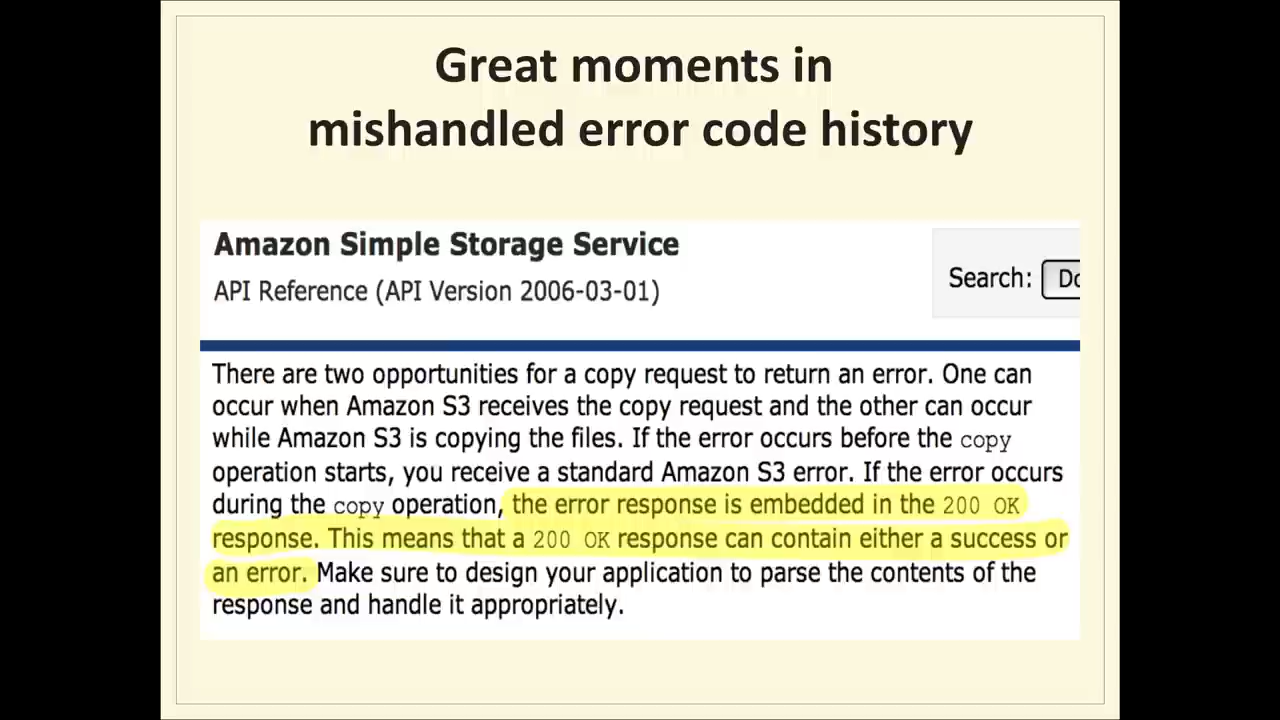 Great moments in
mishandled error code history
Amazon Simple Storage Service
API Reference (API Version 2006-03-01)
Search:
There are two opportunities for a copy request to return an error. One can
occur when Amazon S3 receives the copy request and the other can occur
while Amazon S3 is copying the files. If the error occurs before the copy
operation starts, you receive a standard Amazon S3 error. If the error occurs
during the copy operation, the error response is embedded in the 200 OK
response. This means that a 200 OK response can contain either a success or
an error. Make sure to design your application to parse the contents of the
response and handle it appropriately.